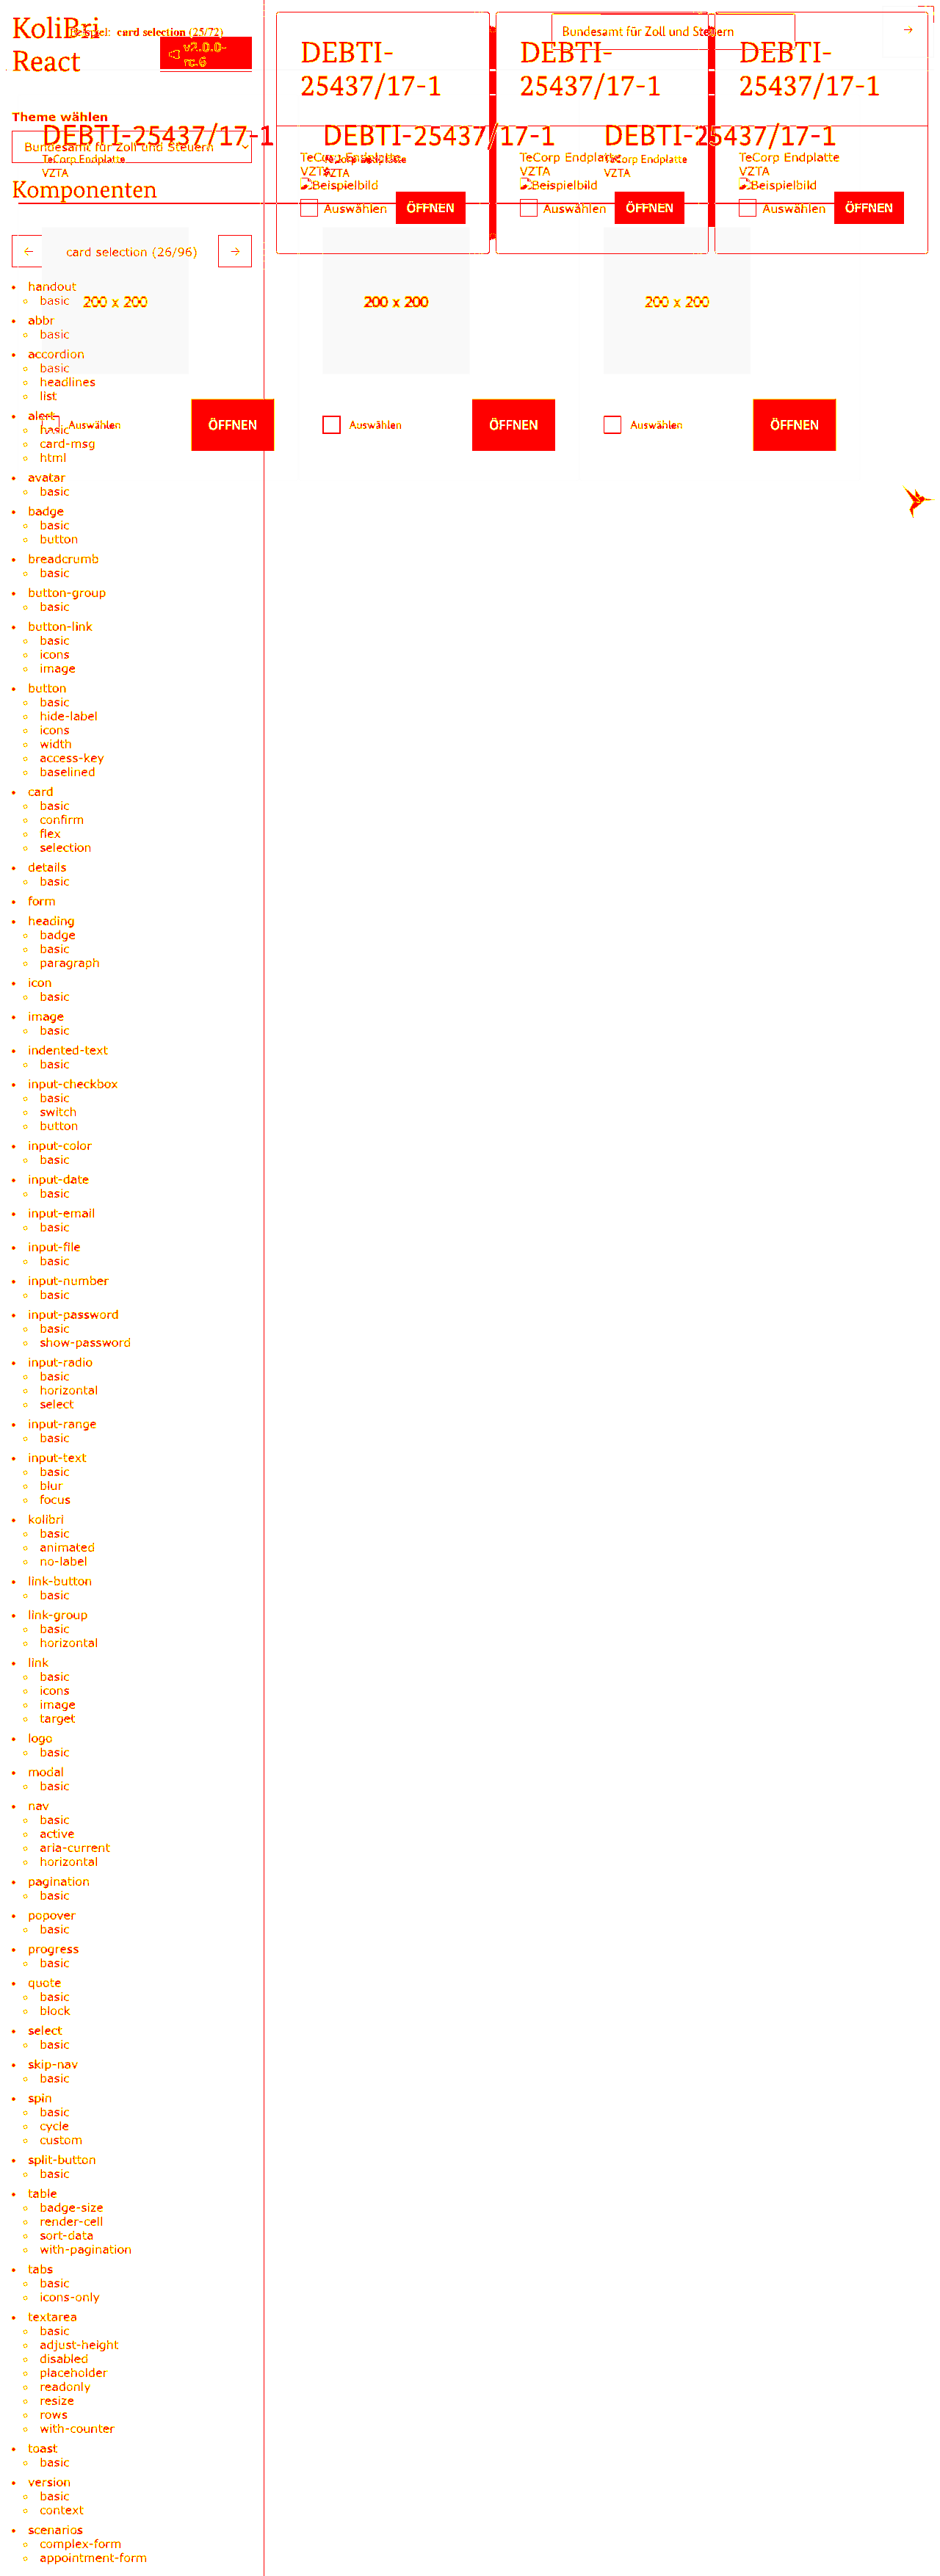 KoliBri
React
Beispiel: card selection (25/72)
v2.0.0-
rc.6
Theme wählen
Bundesamt für Zoll und Steuern
Komponenten
← card selection (26/96) →
Bundesamt für Zoll und Steuern
→
DEBTI-
25437/17-1
TeCorp Endplatte
VZTA
Beispielbild
Auswählen
ÖFFNEN
DEBTI-
25437/17-1
TeCorp Endplatte
VZTA
Beispielbild
Auswählen
ÖFFNEN
DEBTI-
25437/17-1
TeCorp Endplatte
VZTA
Beispielbild
Auswählen
ÖFFNEN
DEBTI-25437/17-1
TeCorp Endplatte
VZTA
200 x 200
Auswählen
ÖFFNEN
DEBTI-25437/17-1
TeCorp Endplatte
VZTA
200 x 200
Auswählen
ÖFFNEN
DEBTI-25437/17-1
TeCorp Endplatte
VZTA
200 x 200
Auswählen
ÖFFNEN
handout
basic
abbr
basic
accordion
basic
headlines
list
alert
basic
card-msg
html
avatar
basic
badge
basic
button
breadcrumb
basic
button-group
basic
button-link
basic
icons
image
button
basic
hide-label
icons
width
access-key
baselined
card
basic
confirm
flex
selection
details
basic
form
heading
badge
basic
paragraph
icon
basic
image
basic
indented-text
basic
input-checkbox
basic
switch
button
input-color
basic
input-date
basic
input-email
basic
input-file
basic
input-number
basic
input-password
basic
show-password
input-radio
basic
horizontal
select
input-range
basic
input-text
basic
blur
focus
kolibri
basic
animated
no-label
link-button
basic
link-group
basic
horizontal
link
basic
icons
image
target
logo
basic
modal
basic
nav
basic
active
aria-current
horizontal
pagination
basic
popover
basic
progress
basic
quote
basic
block
select
basic
skip-nav
basic
spin
basic
cycle
custom
split-button
basic
table
badge-size
render-cell
sort-data
with-pagination
tabs
basic
icons-only
textarea
basic
adjust-height
disabled
placeholder
readonly
resize
rows
with-counter
toast
basic
version
basic
context
scenarios
complex-form
appointment-form